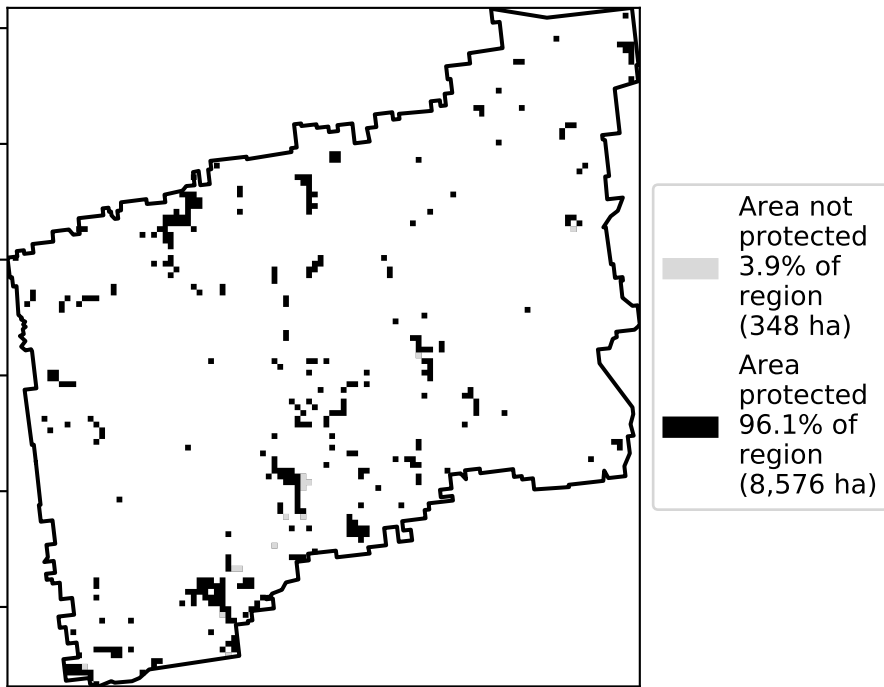 Area not
protected
3.9% of
region
(348 ha)
Area
protected
96.1% of
region
(8,576 ha)